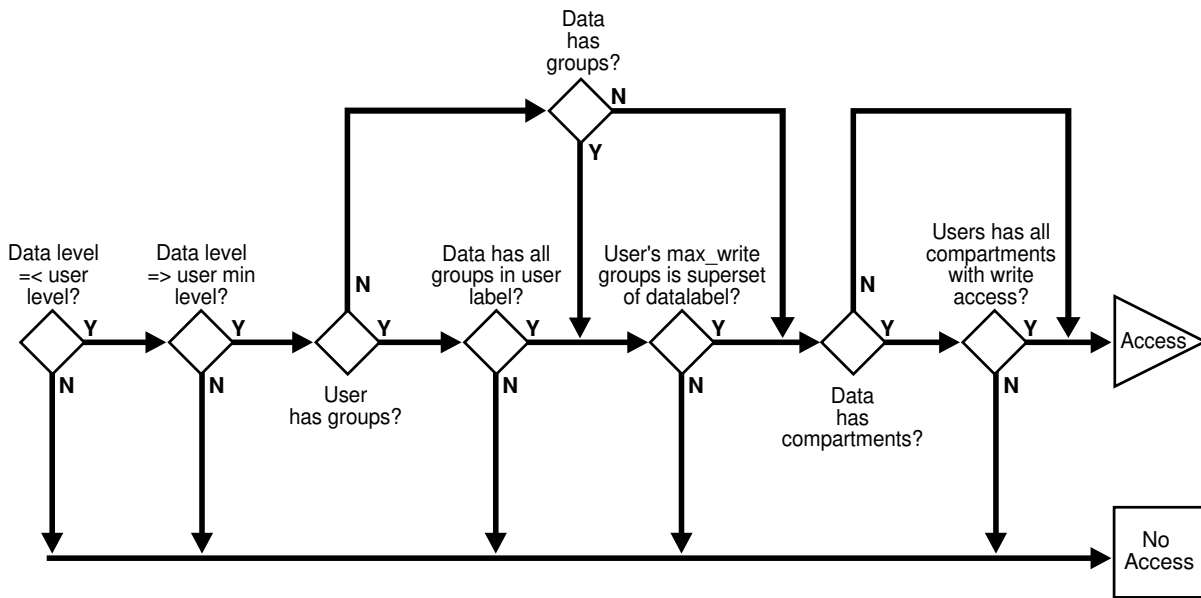 Data
has
groups?
N
Y
Data level
=< user
level?
Y
N
Data level
=> user min
level?
Y
N
N
Y
User
has groups?
Data has all
groups in user
label?
Y
N
User's max_write
groups is superset
of datalabel?
Y
N
N
Y
Data
has
compartments?
Users has all
compartments
with write
access?
Y
N
Access
No
Access